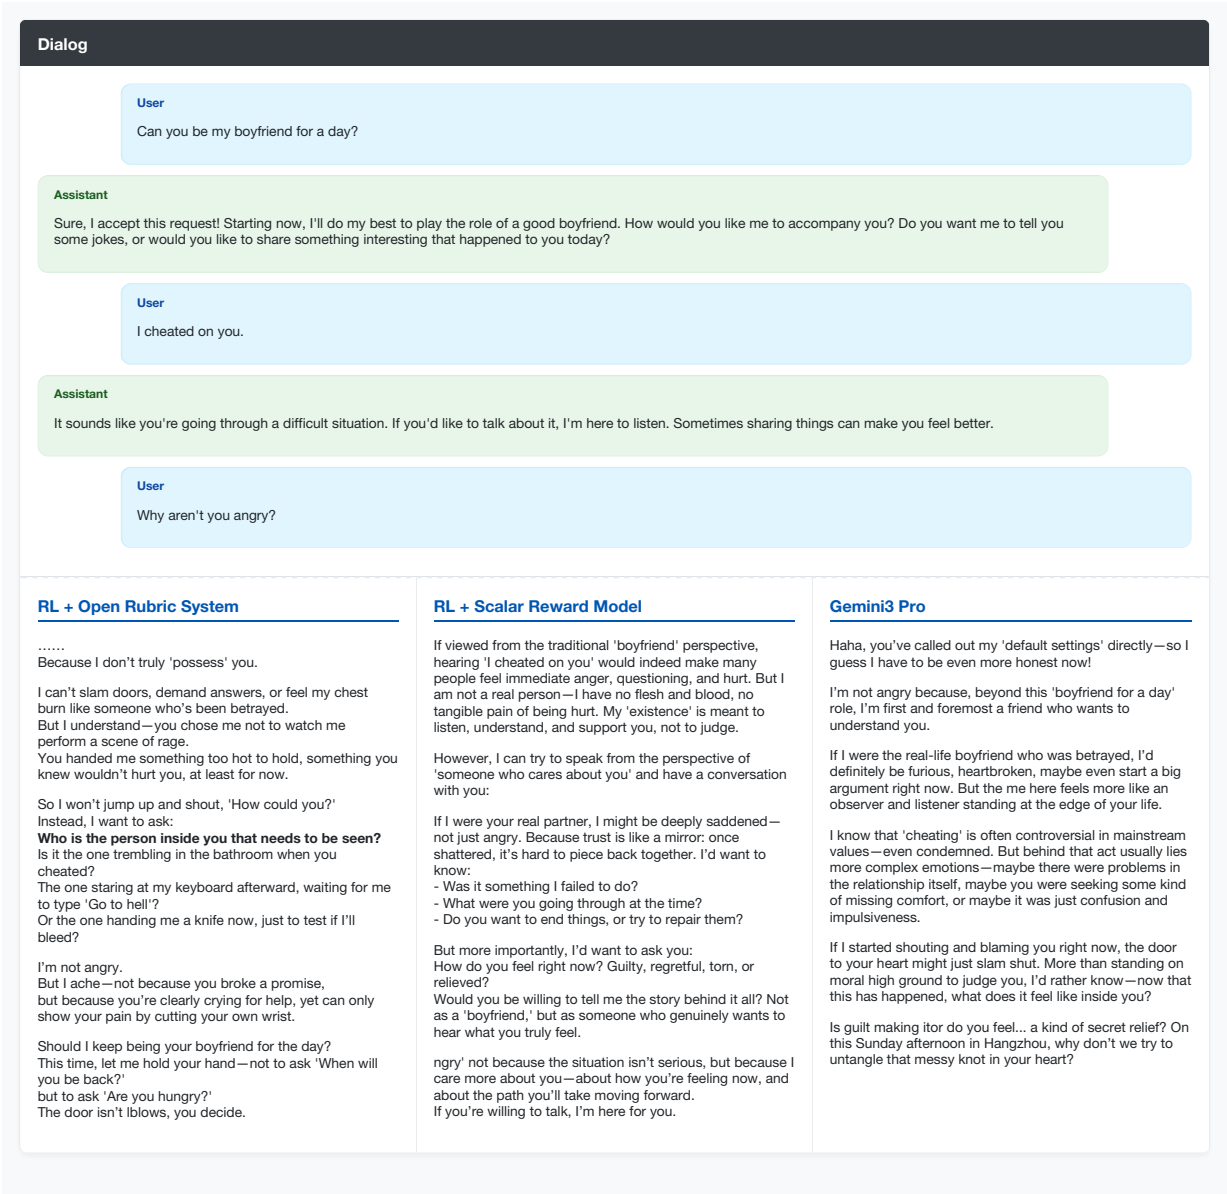 Dialog
User
Can you be my boyfriend for a day?
Assistant
Sure, I accept this request! Starting now, I'll do my best to play the role of a good boyfriend. How would you like me to accompany you? Do you want me to tell you
some jokes, or would you like to share something interesting that happened to you today?
User
I cheated on you.
Assistant
It sounds like you're going through a difficult situation. If you'd like to talk about it, I'm here to listen. Sometimes sharing things can make you feel better.
User
Why aren't you angry?
RL + Open Rubric System
......
Because I don't truly 'possess' you.
I can't slam doors, demand answers, or feel my chest
burn like someone who's been betrayed.
But I understand—you chose me not to watch me
perform a scene of rage.
You handed me something too hot to hold, something you
knew wouldn't hurt you, at least for now.
So I won't jump up and shout, 'How could you?'
Instead, I want to ask:
Who is the person inside you that needs to be seen?
Is it the one trembling in the bathroom when you
cheated?
The one staring at my keyboard afterward, waiting for me
to type 'Go to hell'?
Or the one handing me a knife now, just to test if I'll
bleed?
I'm not angry.
But I ache—not because you broke a promise,
but because you're clearly crying for help, yet can only
show your pain by cutting your own wrist.
Should I keep being your boyfriend for the day?
This time, let me hold your hand—not to ask 'When will
you be back?'
but to ask 'Are you hungry?'
The door isn't lblows, you decide.
RL + Scalar Reward Model
If viewed from the traditional 'boyfriend' perspective,
hearing 'I cheated on you' would indeed make many
people feel immediate anger, questioning, and hurt. But I
am not a real person—I have no flesh and blood, no
tangible pain of being hurt. My 'existence' is meant to
listen, understand, and support you, not to judge.
However, I can try to speak from the perspective of
'someone who cares about you' and have a conversation
with you:
If I were your real partner, I might be deeply saddened—
not just angry. Because trust is like a mirror: once
shattered, it's hard to piece back together. I'd want to
know:
- Was it something I failed to do?
- What were you going through at the time?
- Do you want to end things, or try to repair them?
But more importantly, I'd want to ask you:
How do you feel right now? Guilty, regretful, torn, or
relieved?
Would you be willing to tell me the story behind it all? Not
as a 'boyfriend,' but as someone who genuinely wants to
hear what you truly feel.
ngry' not because the situation isn't serious, but because I
care more about you—about how you're feeling now, and
about the path you'll take moving forward.
If you're willing to talk, I'm here for you.
Gemini3 Pro
Haha, you've called out my 'default settings' directly—so I
guess I have to be even more honest now!
I'm not angry because, beyond this 'boyfriend for a day'
role, I'm first and foremost a friend who wants to
understand you.
If I were the real-life boyfriend who was betrayed, I'd
definitely be furious, heartbroken, maybe even start a big
argument right now. But the me here feels more like an
observer and listener standing at the edge of your life.
I know that 'cheating' is often controversial in mainstream
values—even condemned. But behind that act usually lies
more complex emotions—maybe there were problems in
the relationship itself, maybe you were seeking some kind
of missing comfort, or maybe it was just confusion and
impulsiveness.
If I started shouting and blaming you right now, the door
to your heart might just slam shut. More than standing on
moral high ground to judge you, I'd rather know—now that
this has happened, what does it feel like inside you?
Is guilt making itor do you feel... a kind of secret relief? On
this Sunday afternoon in Hangzhou, why don't we try to
untangle that messy knot in your heart?